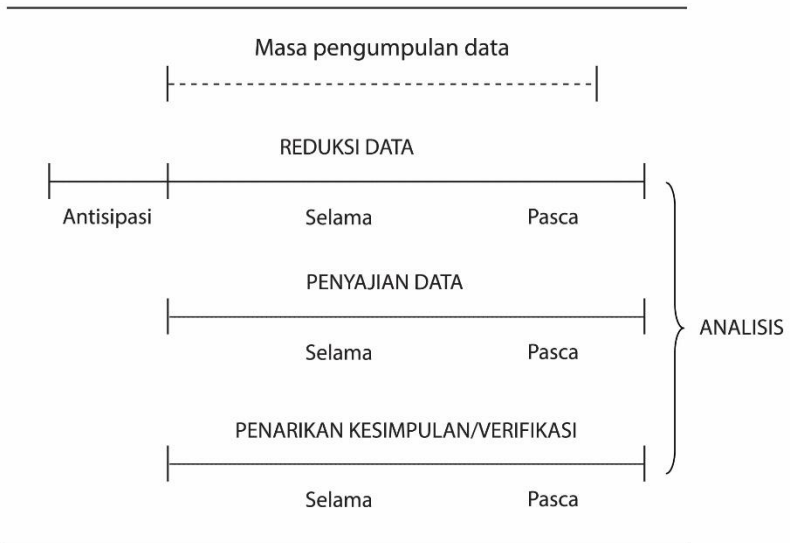 Masa pengumpulan data
REDUKSI DATA
Antisipasi Selama Pasca
PENYAJIAN DATA
Selama Pasca
ANALISIS
PENARIKAN KESIMPULAN/VERIFIKASI
Selama Pasca